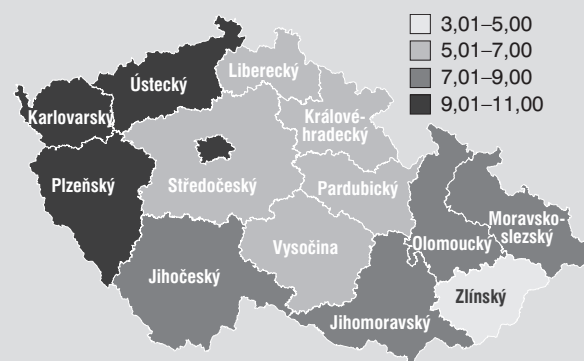 3,01–5,00
5,01–7,00
7,01–9,00
9,01–11,00
Ústecký
Liberecký
Karlovarský
Králové-
hradecký
Plzeňský
Středočeský
Pardubický
Moravsko-
slezský
Vysočina
Olomoucký
Jihočeský
Zlínský
Jihomoravský